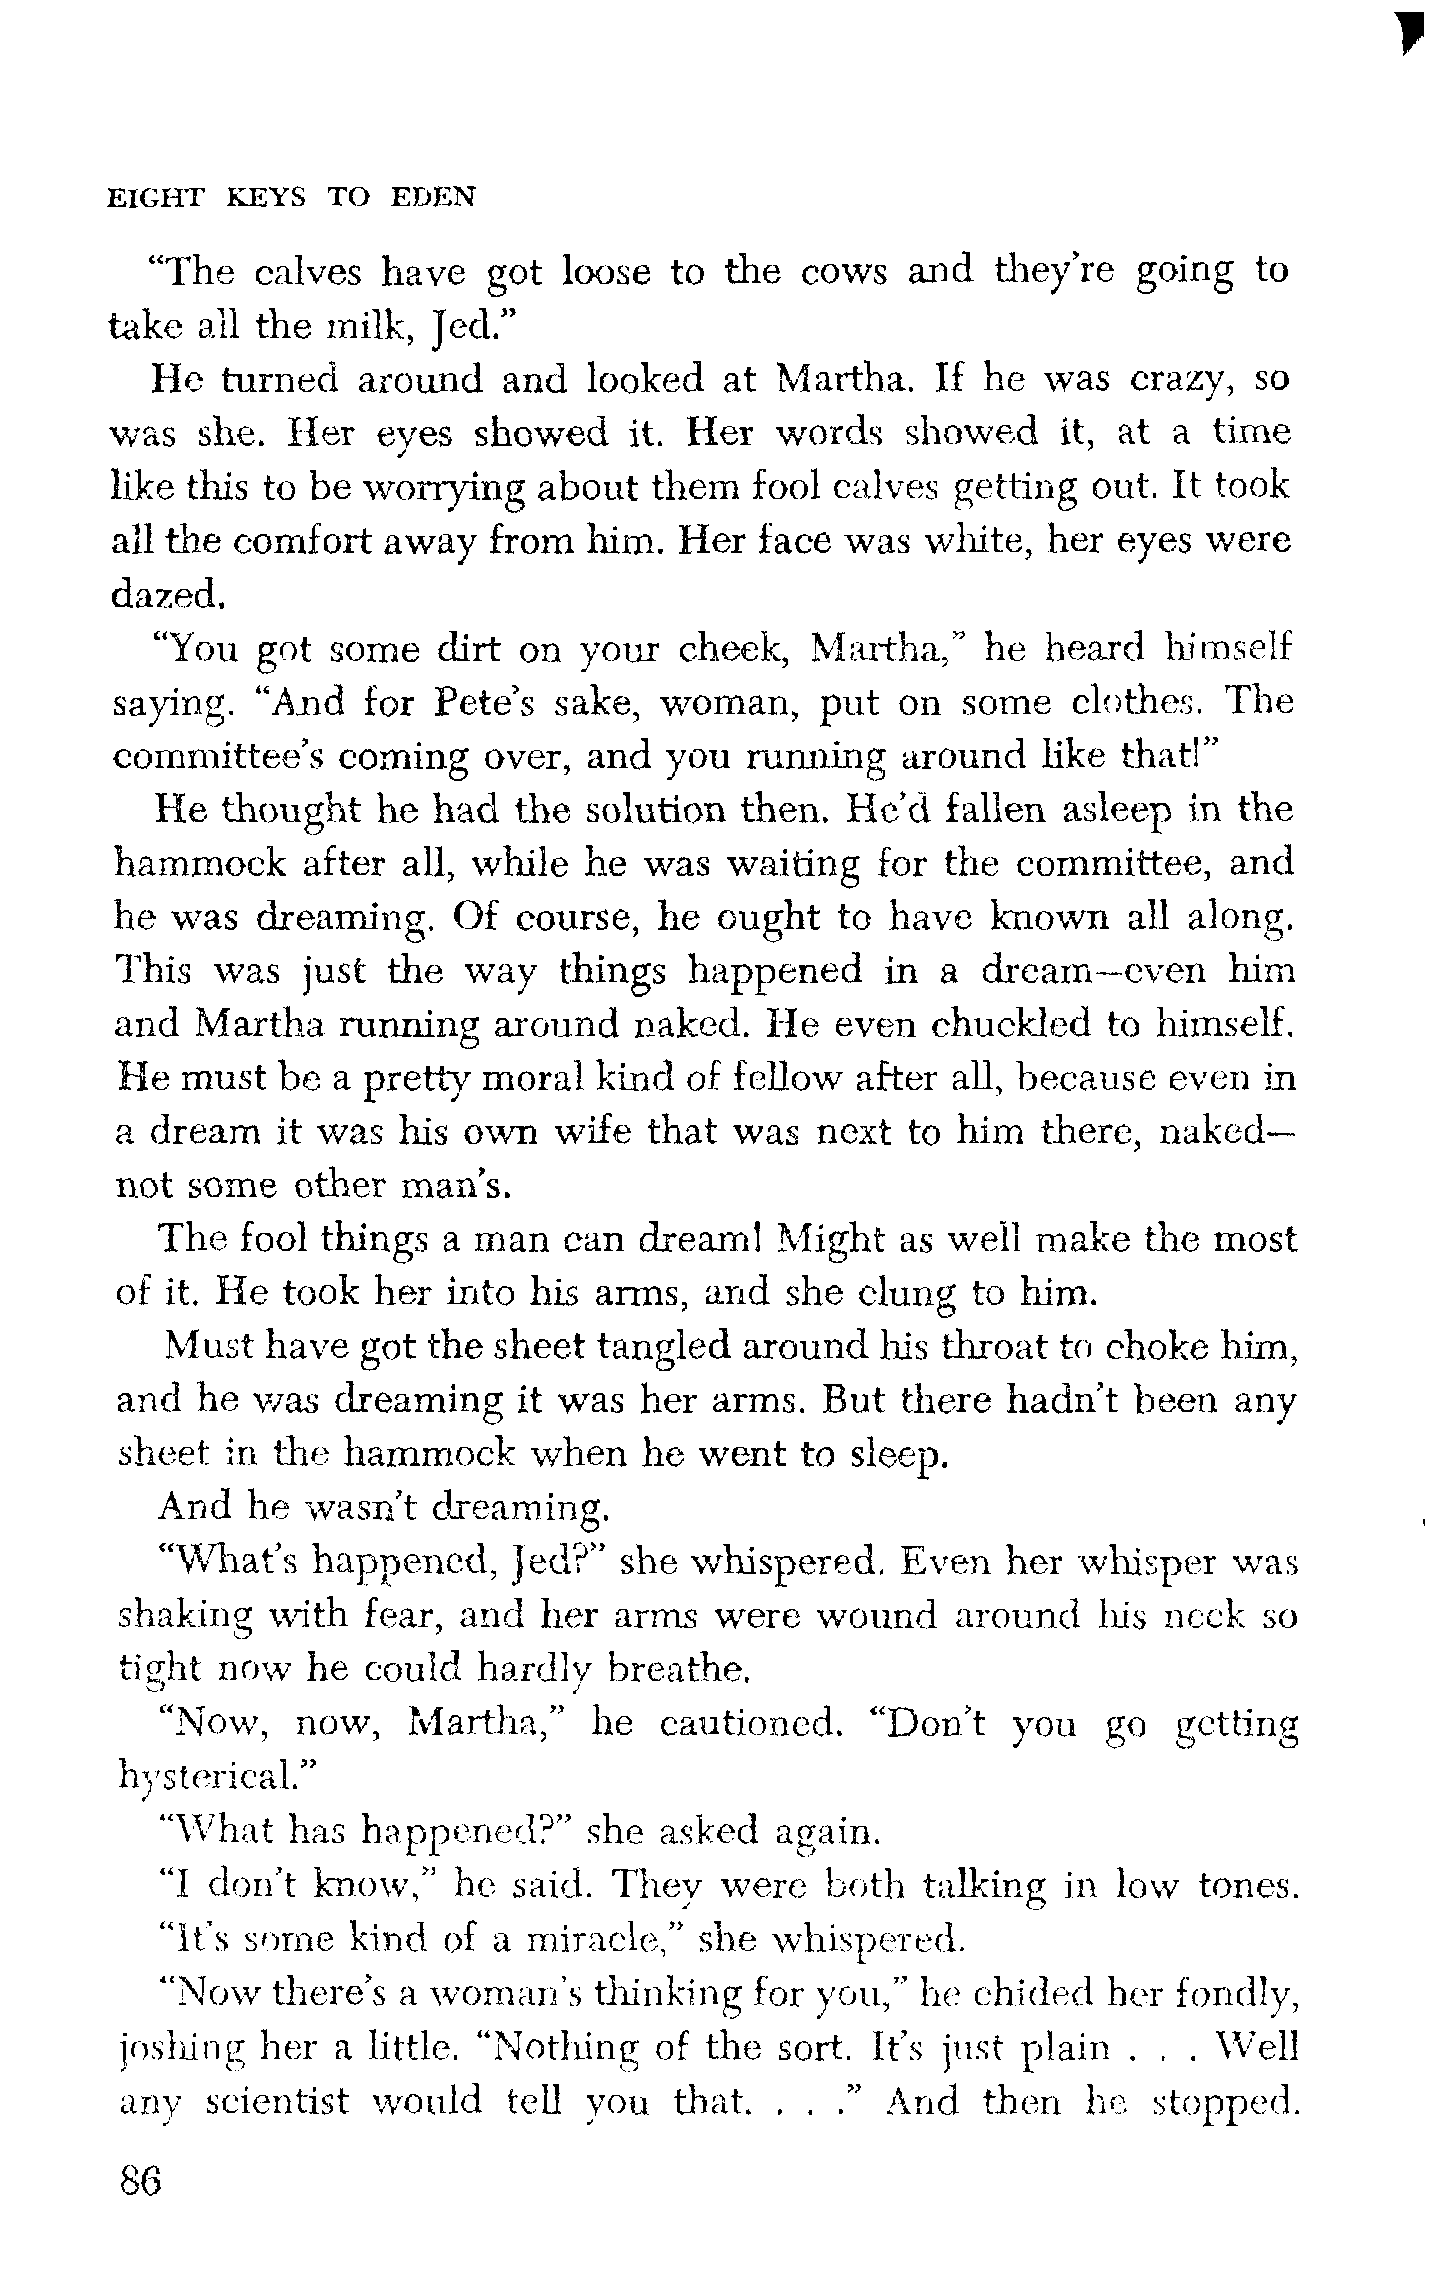 EIGHT KEYS TO EDEN
“The calves have got loose to the cows and they’re going to
take all the milk, Jed.”
He turned around and looked at Martha. If he was crazy, so
was she. Her eyes showed it. Her words showed it, at a time
like this to be worrying about them fool calves getting out. It took
all the comfort away from him. Her face was white, her eyes were
dazed.
“You got some dirt on your cheek, Martha,” he heard himself
saying. “And for Pete’s sake, woman, put on some clothes. The
committee’s coming over, and you running around like that!”
He thought he had the solution then. He’d fallen asleep in the
hammock after all, while he was waiting for the committee, and
he was dreaming. Of course, he ought to have known all along.
This was just the way things happened in a dream—even him
and Martha running around naked. He even chuckled to himself.
He must be a pretty moral kind of fellow after all, because even in
a dream it was his own wife that was next to him there, naked—
not some other man’s.
The fool things a man can dream! Might as well make the most
of it. He took her into his arms, and she clung to him.
Must have got the sheet tangled around his throat to choke him,
and he was dreaming it was her arms. But there hadn’t been any
sheet in the hammock when he went to sleep.
And he wasn’t dreaming.
“What’s happened, Jed?” she whispered. Even her whisper was
shaking with fear, and her arms were wound around his neck so
tight now he could hardly breathe.
“Now, now, Martha,” he cautioned. “Don’t you go getting
hysterical.”
“What has happened?” she asked again.
“I don’t know,” he said. They were both talking in low tones.
“It’s some kind of a miracle,” she whispered.
“Now there’s a woman’s thinking for you,” he chided her fondly,
joshing her a little. “Nothing of the sort. It’s just plain . . . Well
any scientist would tell you that. . . .” And then he stopped.
86